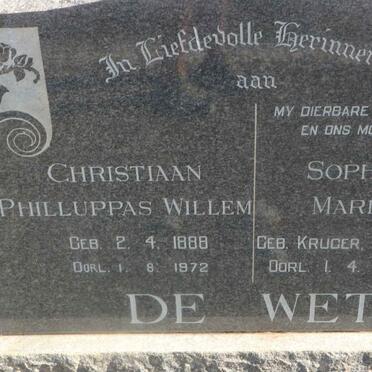 In Liefdevolle Herinner
aan
MY DIERBARE
EN ONS MO
CHRISTIAAN
PHILLUPPAS WILLEM
GEB. 2. 4. 1888
OORL. 1. 8. 1972
SOPH
MARI
GEB. KRUGER,
OORL. 1. 4.
DE WET